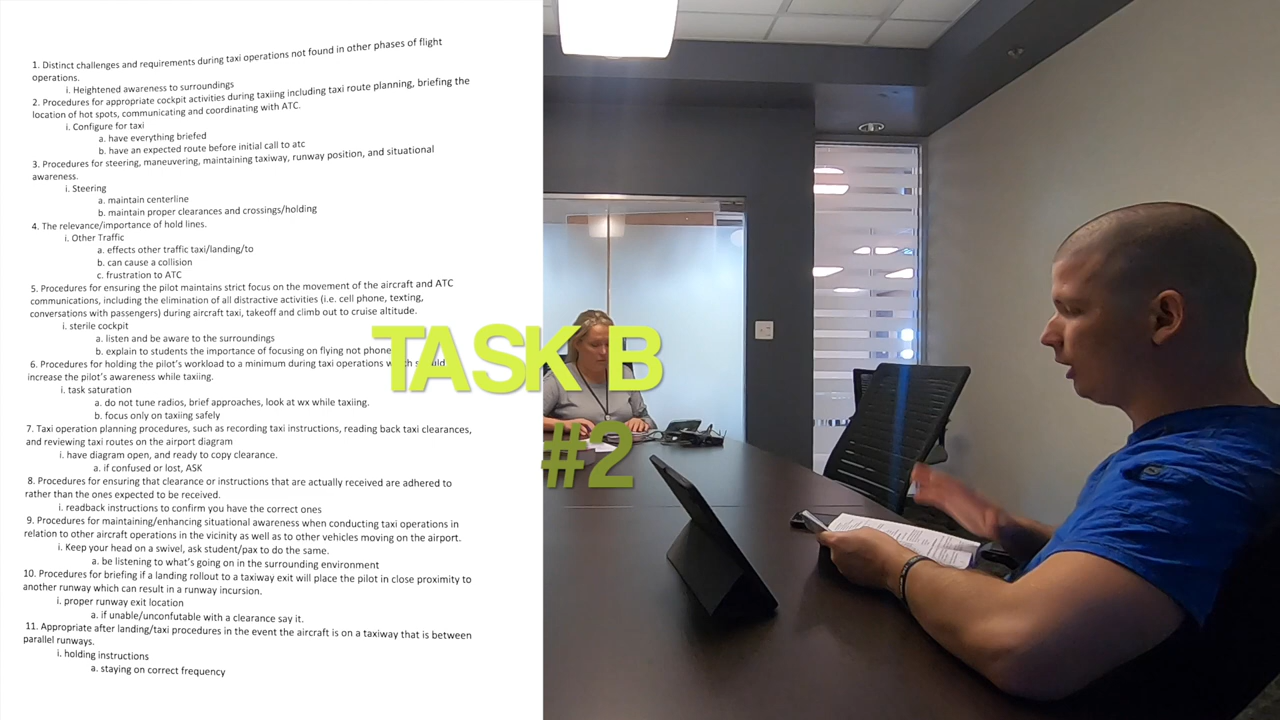 1. Distinct challenges and requirements during taxi operations not found in other phases of flight
operations.
i. Heightened awareness to surroundings
2. Procedures for appropriate cockpit activities during taxiing including taxi route planning, briefing the
location of hot spots, communicating and coordinating with ATC.
i. Configure for taxi
a. have everything briefed
b. have an expected route before initial call to atc
3. Procedures for steering, maneuvering, maintaining taxiway, runway position, and situational
awareness.
i. Steering
a. maintain centerline
b. maintain proper clearances and crossings/holding
4. The relevance/importance of hold lines.
i. Other Traffic
a. effects other traffic taxi/landing/to
b. can cause a collision
c. frustration to ATC
5. Procedures for ensuring the pilot maintains strict focus on the movement of the aircraft and ATC
communications, including the elimination of all distractive activities (i.e. cell phone, texting,
conversations with passengers) during aircraft taxi, takeoff and climb out to cruise altitude.
i. sterile cockpit
a. listen and be aware to the surroundings
b. explain to students the importance of focusing on flying not phone
6. Procedures for holding the pilot's workload to a minimum during taxi operations which should
increase the pilot's awareness while taxiing.
i. task saturation
a. do not tune radios, brief approaches, look at wx while taxiing.
b. focus only on taxiing safely
7. Taxi operation planning procedures, such as recording taxi instructions, reading back taxi clearances,
and reviewing taxi routes on the airport diagram
i. have diagram open, and ready to copy clearance.
a. if confused or lost, ASK
8. Procedures for ensuring that clearance or instructions that are actually received are adhered to
rather than the ones expected to be received.
i. readback instructions to confirm you have the correct ones
9. Procedures for maintaining/enhancing situational awareness when conducting taxi operations in
relation to other aircraft operations in the vicinity as well as to other vehicles moving on the airport.
i. Keep your head on a swivel, ask student/pax to do the same.
a. be listening to what's going on in the surrounding environment
10. Procedures for briefing if a landing rollout to a taxiway exit will place the pilot in close proximity to
another runway which can result in a runway incursion.
i. proper runway exit location
a. if unable/unconfutable with a clearance say it.
11. Appropriate after landing/taxi procedures in the event the aircraft is on a taxiway that is between
parallel runways.
i. holding instructions
a. staying on correct frequency
TASK B
#2